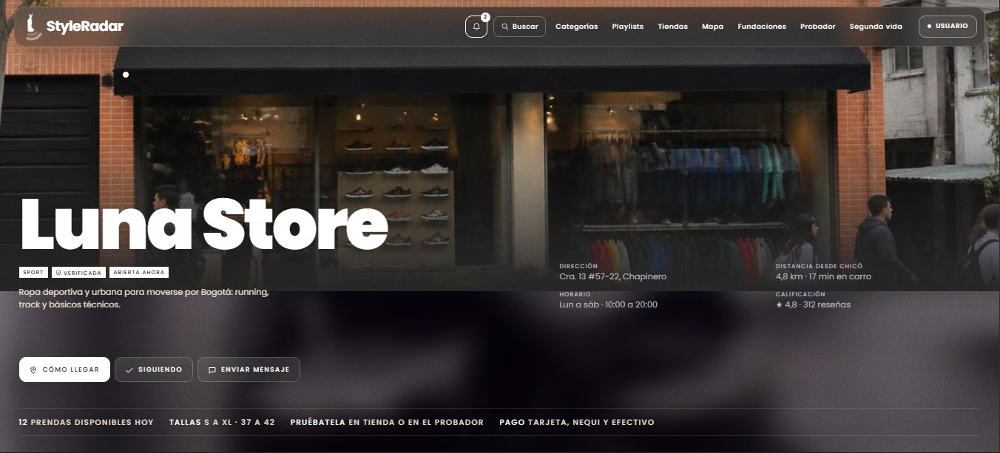 StyleRadar
2
Buscar
Categorías
Playlists
Tiendas
Mapa
Fundaciones
Probador
Segunda vida
USUARIO
Luna Store
SPORT
VERIFICADA
ABIERTA AHORA
Ropa deportiva y urbana para moverse por Bogotá: running,
track y básicos técnicos.
DIRECCIÓN
Cra. 13 #57-22, Chapinero
DISTANCIA DESDE CHICÓ
4,8 km · 17 min en carro
HORARIO
Lun a sáb · 10:00 a 20:00
CALIFICACIÓN
★ 4,8 · 312 reseñas
CÓMO LLEGAR
SIGUIENDO
ENVIAR MENSAJE
12 PRENDAS DISPONIBLES HOY
TALLAS S A XL · 37 A 42
PRUÉBATELA EN TIENDA O EN EL PROBADOR
PAGO TARJETA, NEQUI Y EFECTIVO